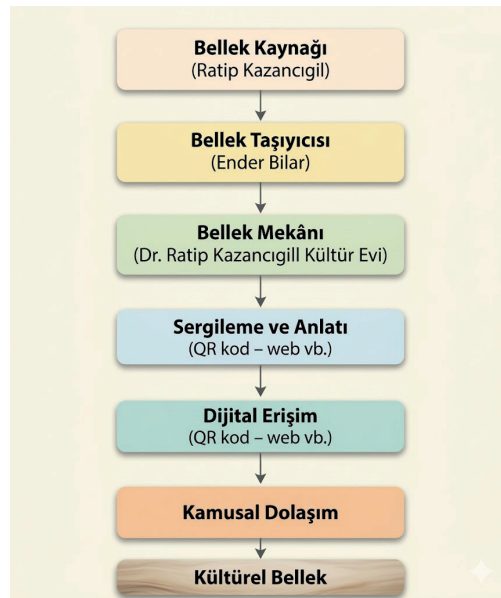 Bellek Kaynağı
(Ratip Kazancıgil)
Bellek Taşıyıcısı
(Ender Bilar)
Bellek Mekânı
(Dr. Ratip Kazancıgill Kültür Evi)
Sergileme ve Anlatı
(QR kod – web vb.)
Dijital Erişim
(QR kod – web vb.)
Kamusal Dolaşım
Kültürel Bellek